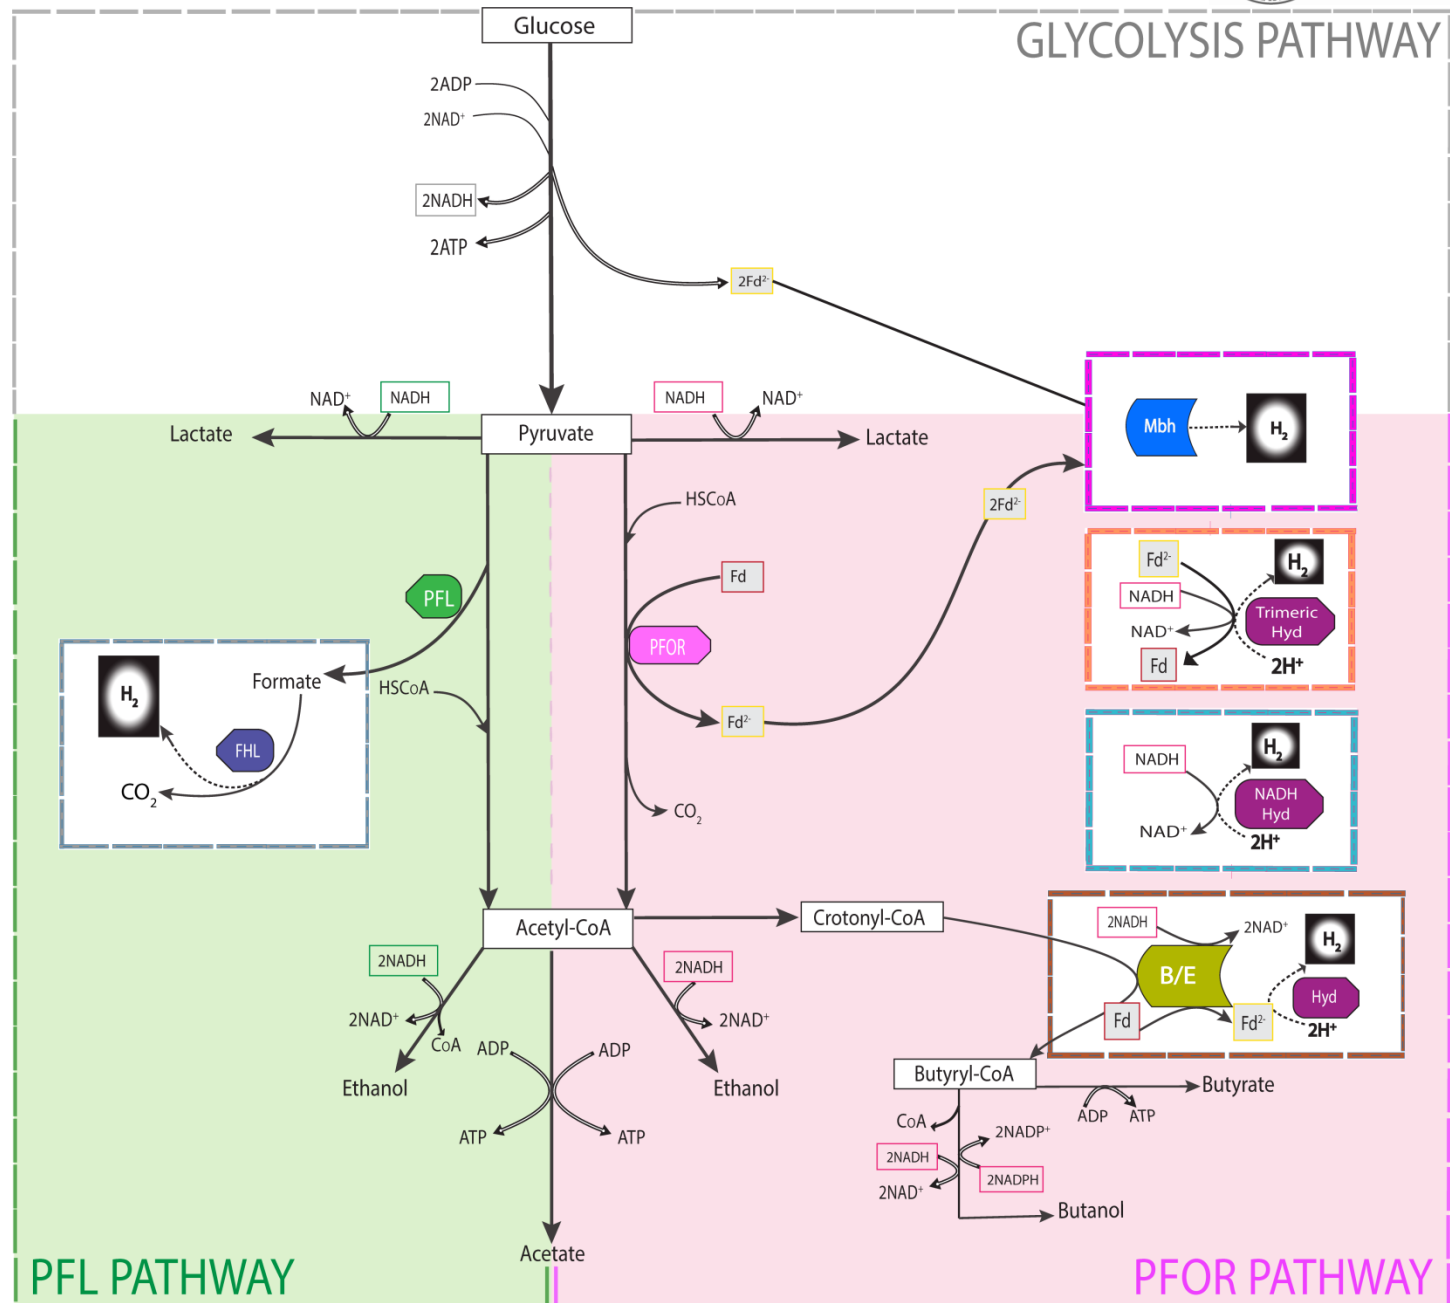 Glucose
GLYCOLYSIS PATHWAY
2ADP
2NAD⁺
2NADH
2ATP
2Fd²⁻
NAD⁺
NADH
Lactate
Pyruvate
NADH
NAD⁺
Lactate
Mbh
H₂
HSCoA
2Fd²⁻
Fd
PFL
PFOR
Fd²⁻
H₂
NADH
Trimeric
Hyd
NAD⁺
Fd
2H⁺
Formate
H₂
HSCoA
FHL
CO₂
Fd²⁻
CO₂
NADH
H₂
NADH
Hyd
NAD⁺
2H⁺
Acetyl-CoA
Crotonyl-CoA
2NADH
2NAD⁺
H₂
B/E
Hyd
Fd
Fd²⁻
2H⁺
2NADH
2NADH
2NAD⁺
CoA
2NAD⁺
ADP
ADP
Ethanol
Ethanol
ATP
ATP
Butyryl-CoA
Butyrate
CoA
ADP
ATP
2NADP⁺
2NADH
2NADPH
2NAD⁺
Butanol
Acetate
PFL PATHWAY
PFOR PATHWAY